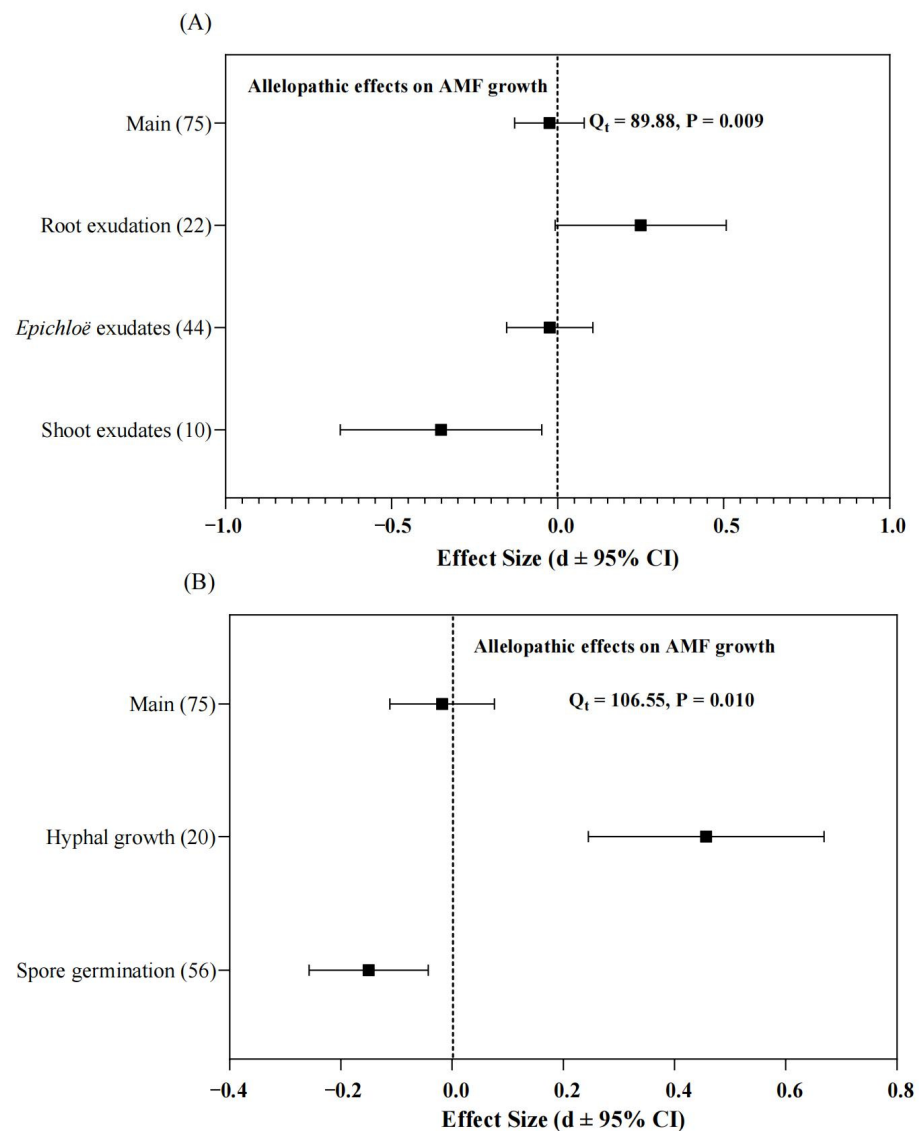 (A)
Allelopathic effects on AMF growth
Main (75)
Qt = 89.88, P = 0.009
Root exudation (22)
Epichloë exudates (44)
Shoot exudates (10)
−1.0 −0.5 0.0 0.5 1.0
Effect Size (d ± 95% CI)
(B)
Allelopathic effects on AMF growth
Main (75)
Qt = 106.55, P = 0.010
Hyphal growth (20)
Spore germination (56)
−0.4 −0.2 0.0 0.2 0.4 0.6 0.8
Effect Size (d ± 95% CI)